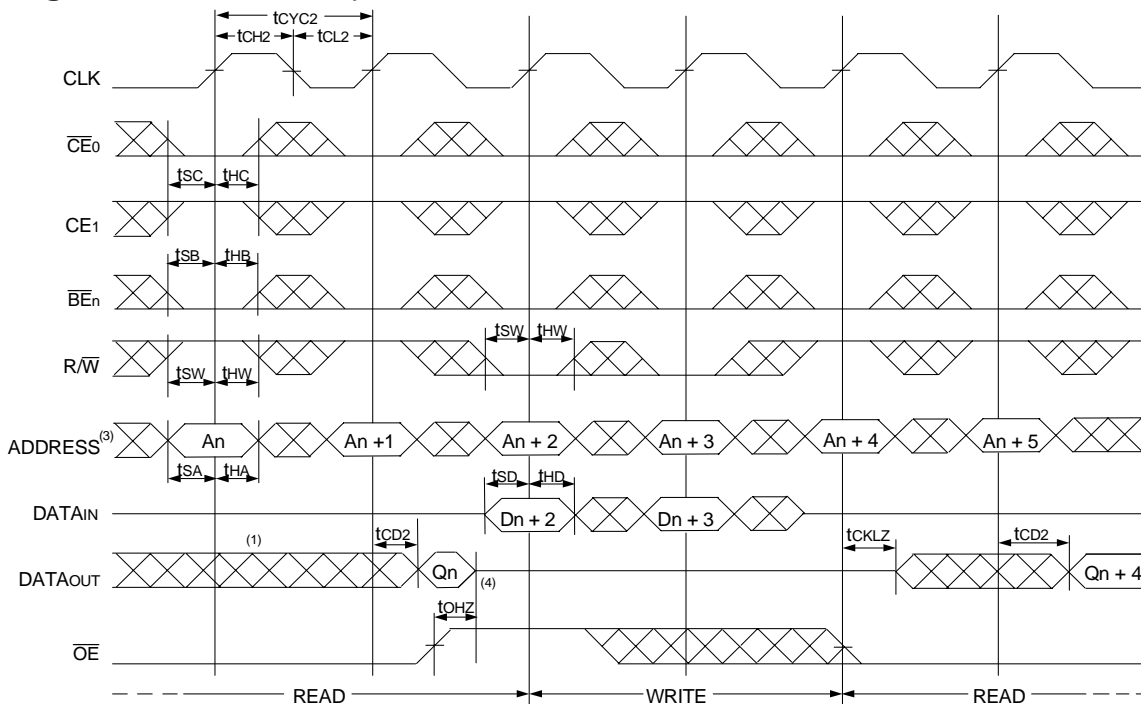 tCYC2
tCH2 tCL2
CLK
CE0
tSC tHC
CE1
tSB tHB
BEn
tSW tHW
R/W
tSW tHW
ADDRESS(3) An An +1 An + 2 An + 3 An + 4 An + 5
tSA tHA
tSD tHD
DATAIN Dn + 2 Dn + 3
(1) tCD2 tCKLZ tCD2
DATAOUT Qn (4) Qn + 4
tOHZ
OE
READ WRITE READ